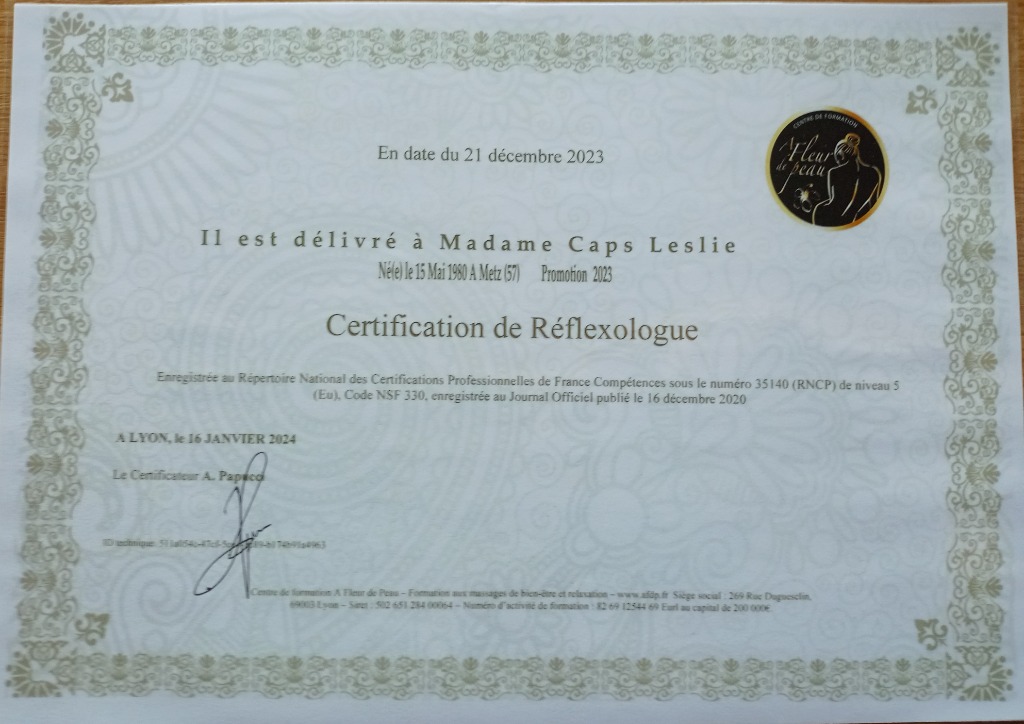 CENTRE DE FORMATION
À Fleur
de peau
En date du 21 décembre 2023
Il est délivré à Madame Caps Leslie
Né(e) le 15 Mai 1980 A Metz (57) Promotion 2023
Certification de Réflexologue
Enregistrée au Répertoire National des Certifications Professionnelles de France Compétences sous le numéro 35140 (RNCP) de niveau 5
(Eu), Code NSF 330, enregistrée au Journal Officiel publié le 16 décembre 2020
A LYON, le 16 JANVIER 2024
Le Certificateur A. Papucci
ID technique:
Centre de formation A Fleur de Peau – Formation aux massages de bien-être et relaxation – www.afdp.fr Siège social : 269 Rue Duguesclin,
69003 Lyon – Siret : 502 651 284 00064 – Numéro d'activité de formation : 82 69 12544 69 Eurl au capital de 200 000€